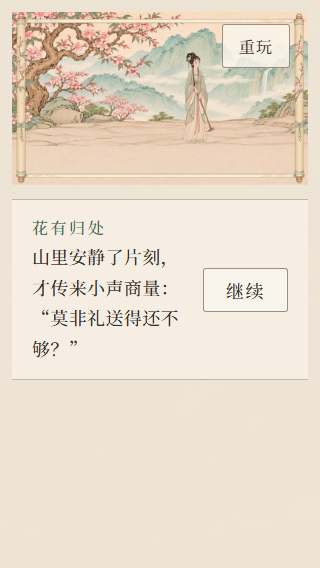 重玩
花有归处
山里安静了片刻，
才传来小声商量：
“莫非礼送得还不
够？”
继续